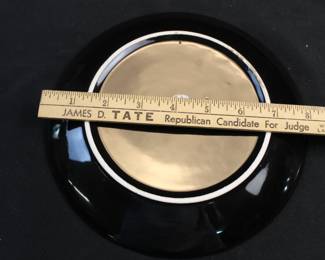 1 2 3 4 5 6 7 8
JAMES D. TATE Republican Candidate For Judge